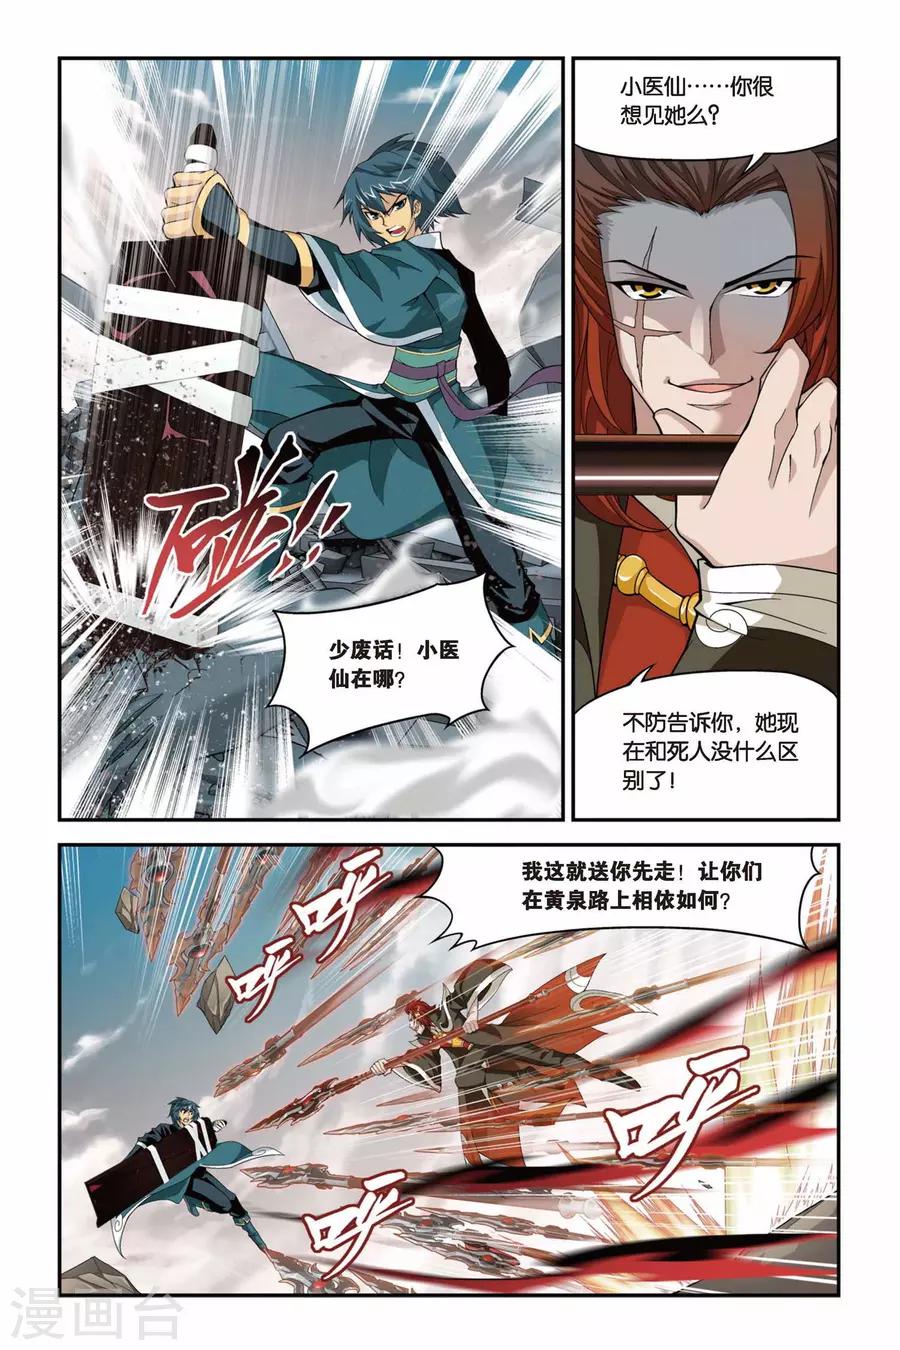 碰!!
少废话！小医
仙在哪？
小医仙……你很
想见她么？
不防告诉你，她现
在和死人没什么区
别了！
我这就送你先走！让你们
在黄泉路上相依如何？
呼
呼
呼
呼
漫画台